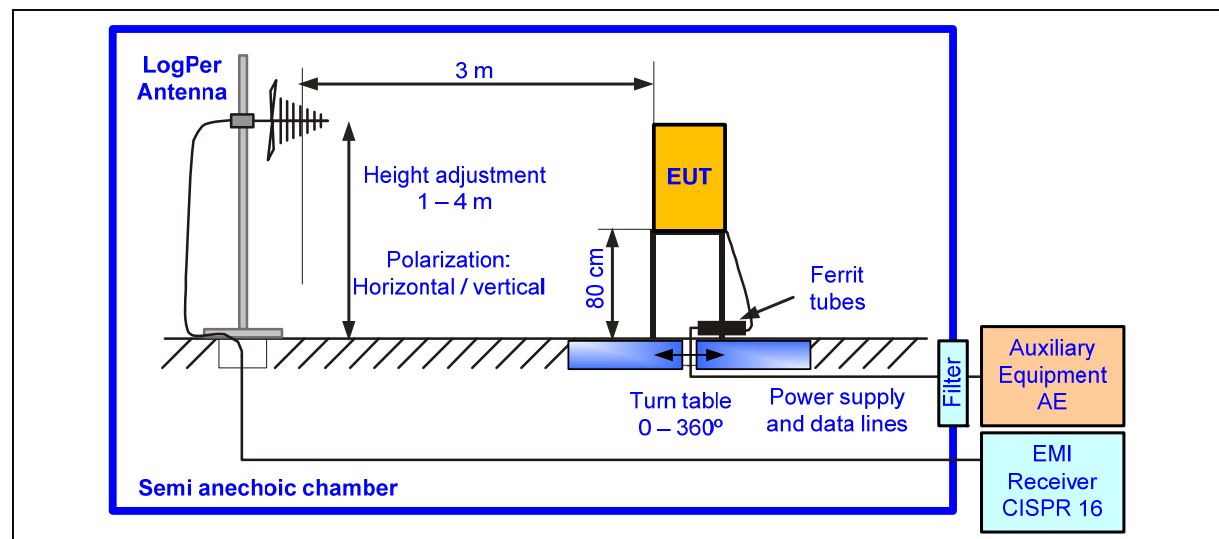 LogPer
Antenna
3 m
Height adjustment
1 – 4 m
Polarization:
Horizontal / vertical
EUT
80 cm
Ferrit
tubes
Turn table
0 – 360º
Power supply
and data lines
Filter
Auxiliary
Equipment
AE
EMI
Receiver
CISPR 16
Semi anechoic chamber